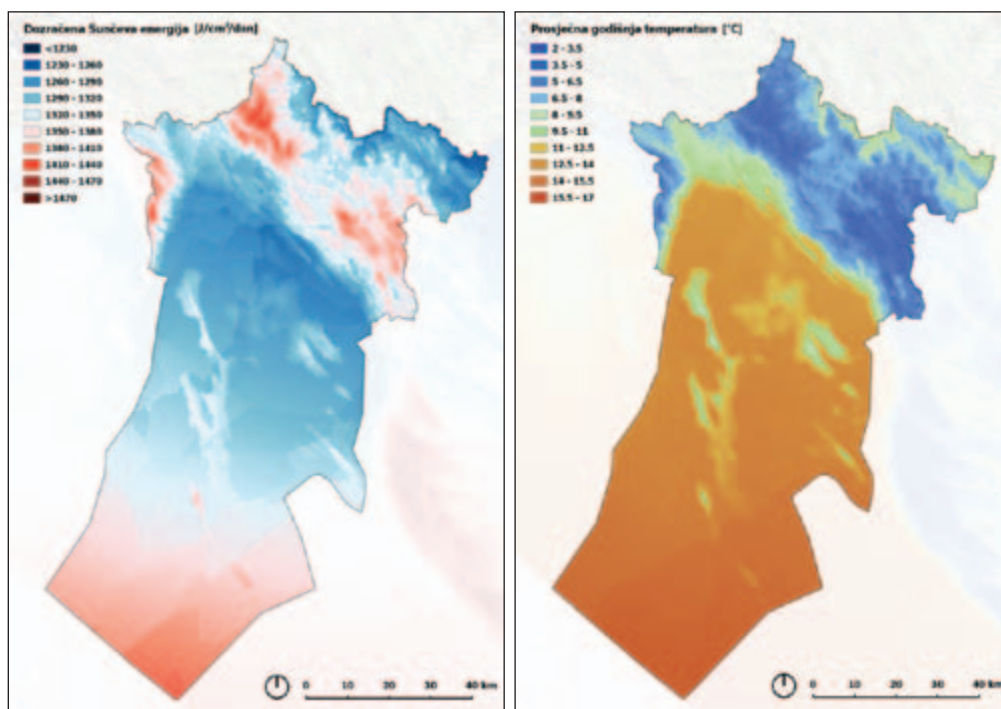 Dozračena Sunčeva energija [J/cm²/dan]
<1230
1230 – 1260
1260 – 1290
1290 – 1320
1320 – 1350
1350 – 1380
1380 – 1410
1410 – 1440
1440 – 1470
>1470
0 10 20 40 km
Prosječna godišnja temperatura [°C]
2 – 3.5
3.5 – 5
5 – 6.5
6.5 – 8
8 – 9.5
9.5 – 11
11 – 12.5
12.5 – 14
14 – 15.5
15.5 – 17
0 10 20 40 km